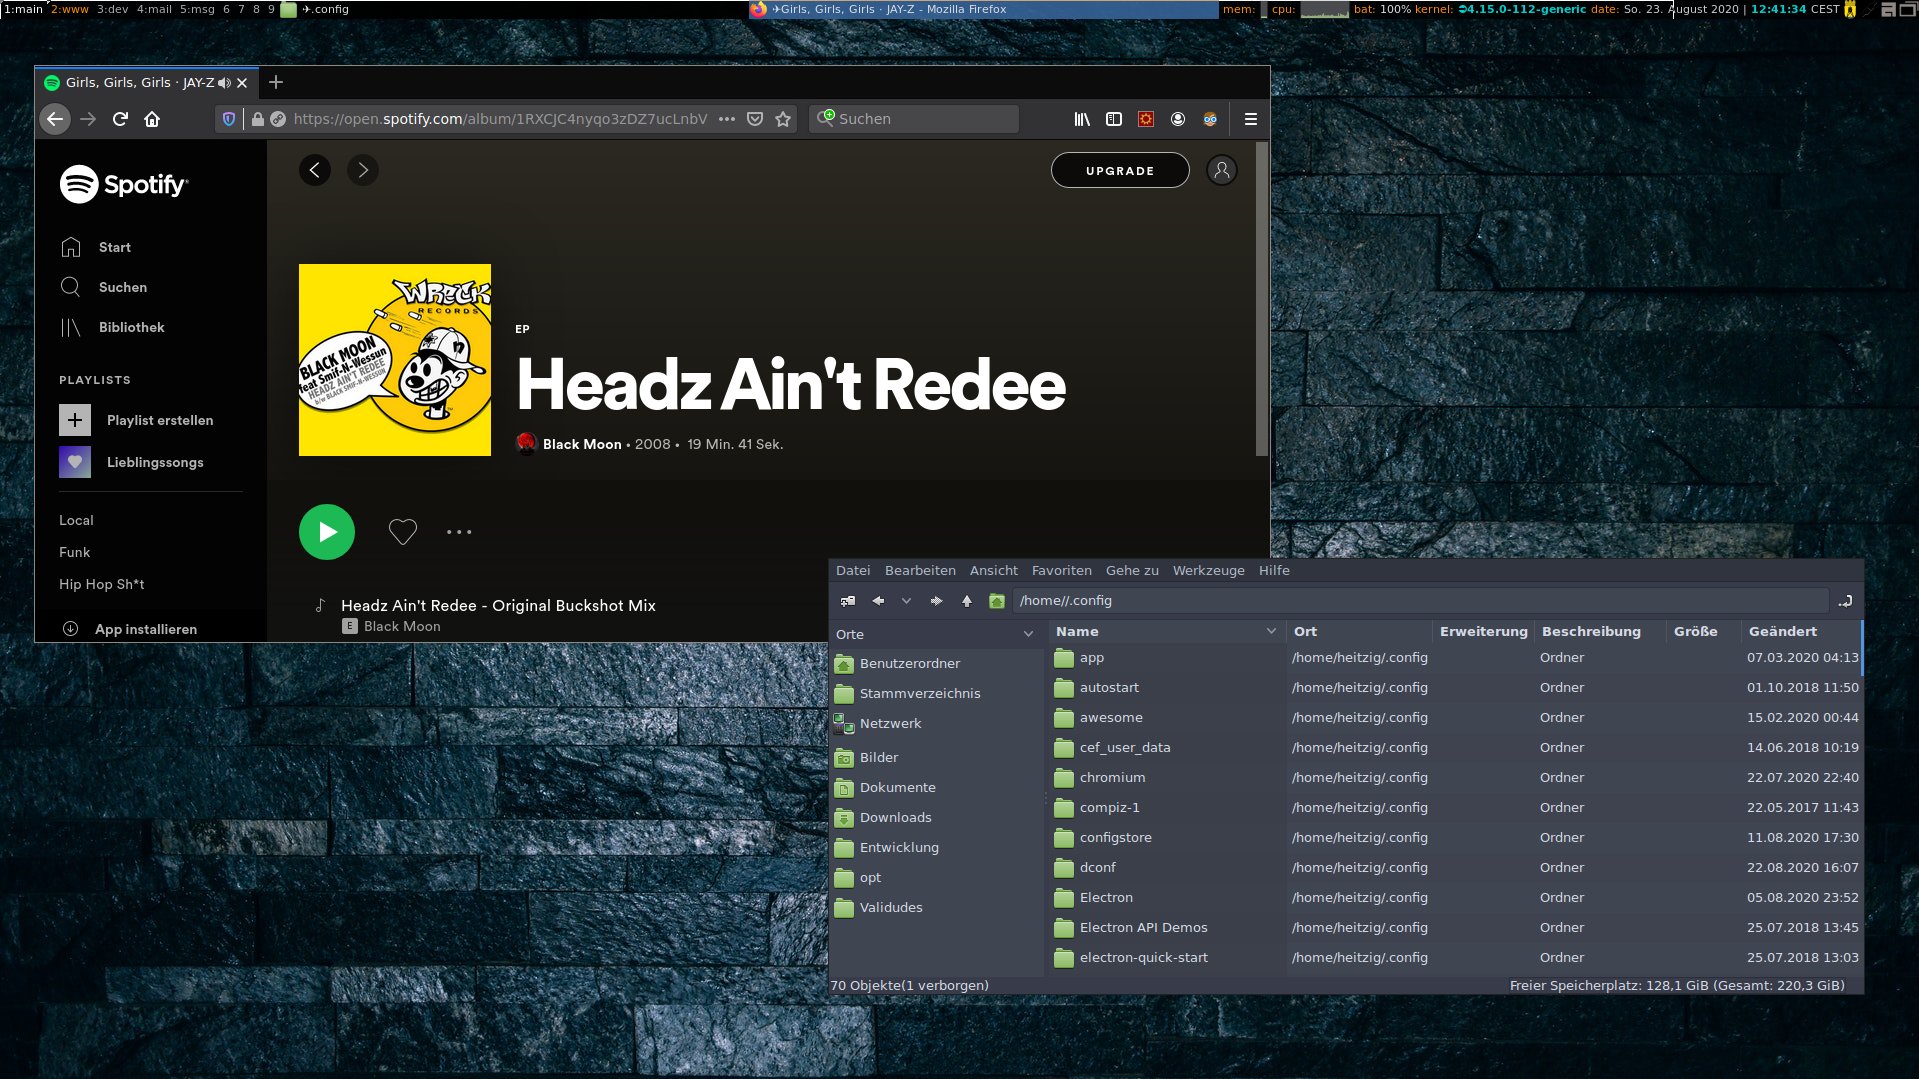 1:main 2:www 3:dev 4:mail 5:msg 6 7 8 9 ✈.config
✈Girls, Girls, Girls · JAY-Z - Mozilla Firefox
mem: cpu: bat: 100% kernel: 4.15.0-112-generic date: So. 23. August 2020 | 12:41:34 CEST
Girls, Girls, Girls · JAY-Z
https://open.spotify.com/album/1RXCJC4nyqo3zDZ7ucLnbV
Suchen
Spotify
Start
Suchen
Bibliothek
PLAYLISTS
Playlist erstellen
Lieblingssongs
Local
Funk
Hip Hop Sh*t
App installieren
UPGRADE
WRECK
RECORDS
BLACK MOON
feat Smif-N-Wessun
HEADZ AIN'T REDEE
b/w BLACK SMIF-N-WESSUN
EP
Headz Ain't Redee
Black Moon • 2008 • 19 Min. 41 Sek.
Headz Ain't Redee - Original Buckshot Mix
E Black Moon
Datei Bearbeiten Ansicht Favoriten Gehe zu Werkzeuge Hilfe
/home//.config
Orte
Benutzerordner
Stammverzeichnis
Netzwerk
Bilder
Dokumente
Downloads
Entwicklung
opt
Validudes
Name Ort Erweiterung Beschreibung Größe Geändert
app /home/heitzig/.config Ordner 07.03.2020 04:13
autostart /home/heitzig/.config Ordner 01.10.2018 11:50
awesome /home/heitzig/.config Ordner 15.02.2020 00:44
cef_user_data /home/heitzig/.config Ordner 14.06.2018 10:19
chromium /home/heitzig/.config Ordner 22.07.2020 22:40
compiz-1 /home/heitzig/.config Ordner 22.05.2017 11:43
configstore /home/heitzig/.config Ordner 11.08.2020 17:30
dconf /home/heitzig/.config Ordner 22.08.2020 16:07
Electron /home/heitzig/.config Ordner 05.08.2020 23:52
Electron API Demos /home/heitzig/.config Ordner 25.07.2018 13:45
electron-quick-start /home/heitzig/.config Ordner 25.07.2018 13:03
70 Objekte(1 verborgen)
Freier Speicherplatz: 128,1 GiB (Gesamt: 220,3 GiB)